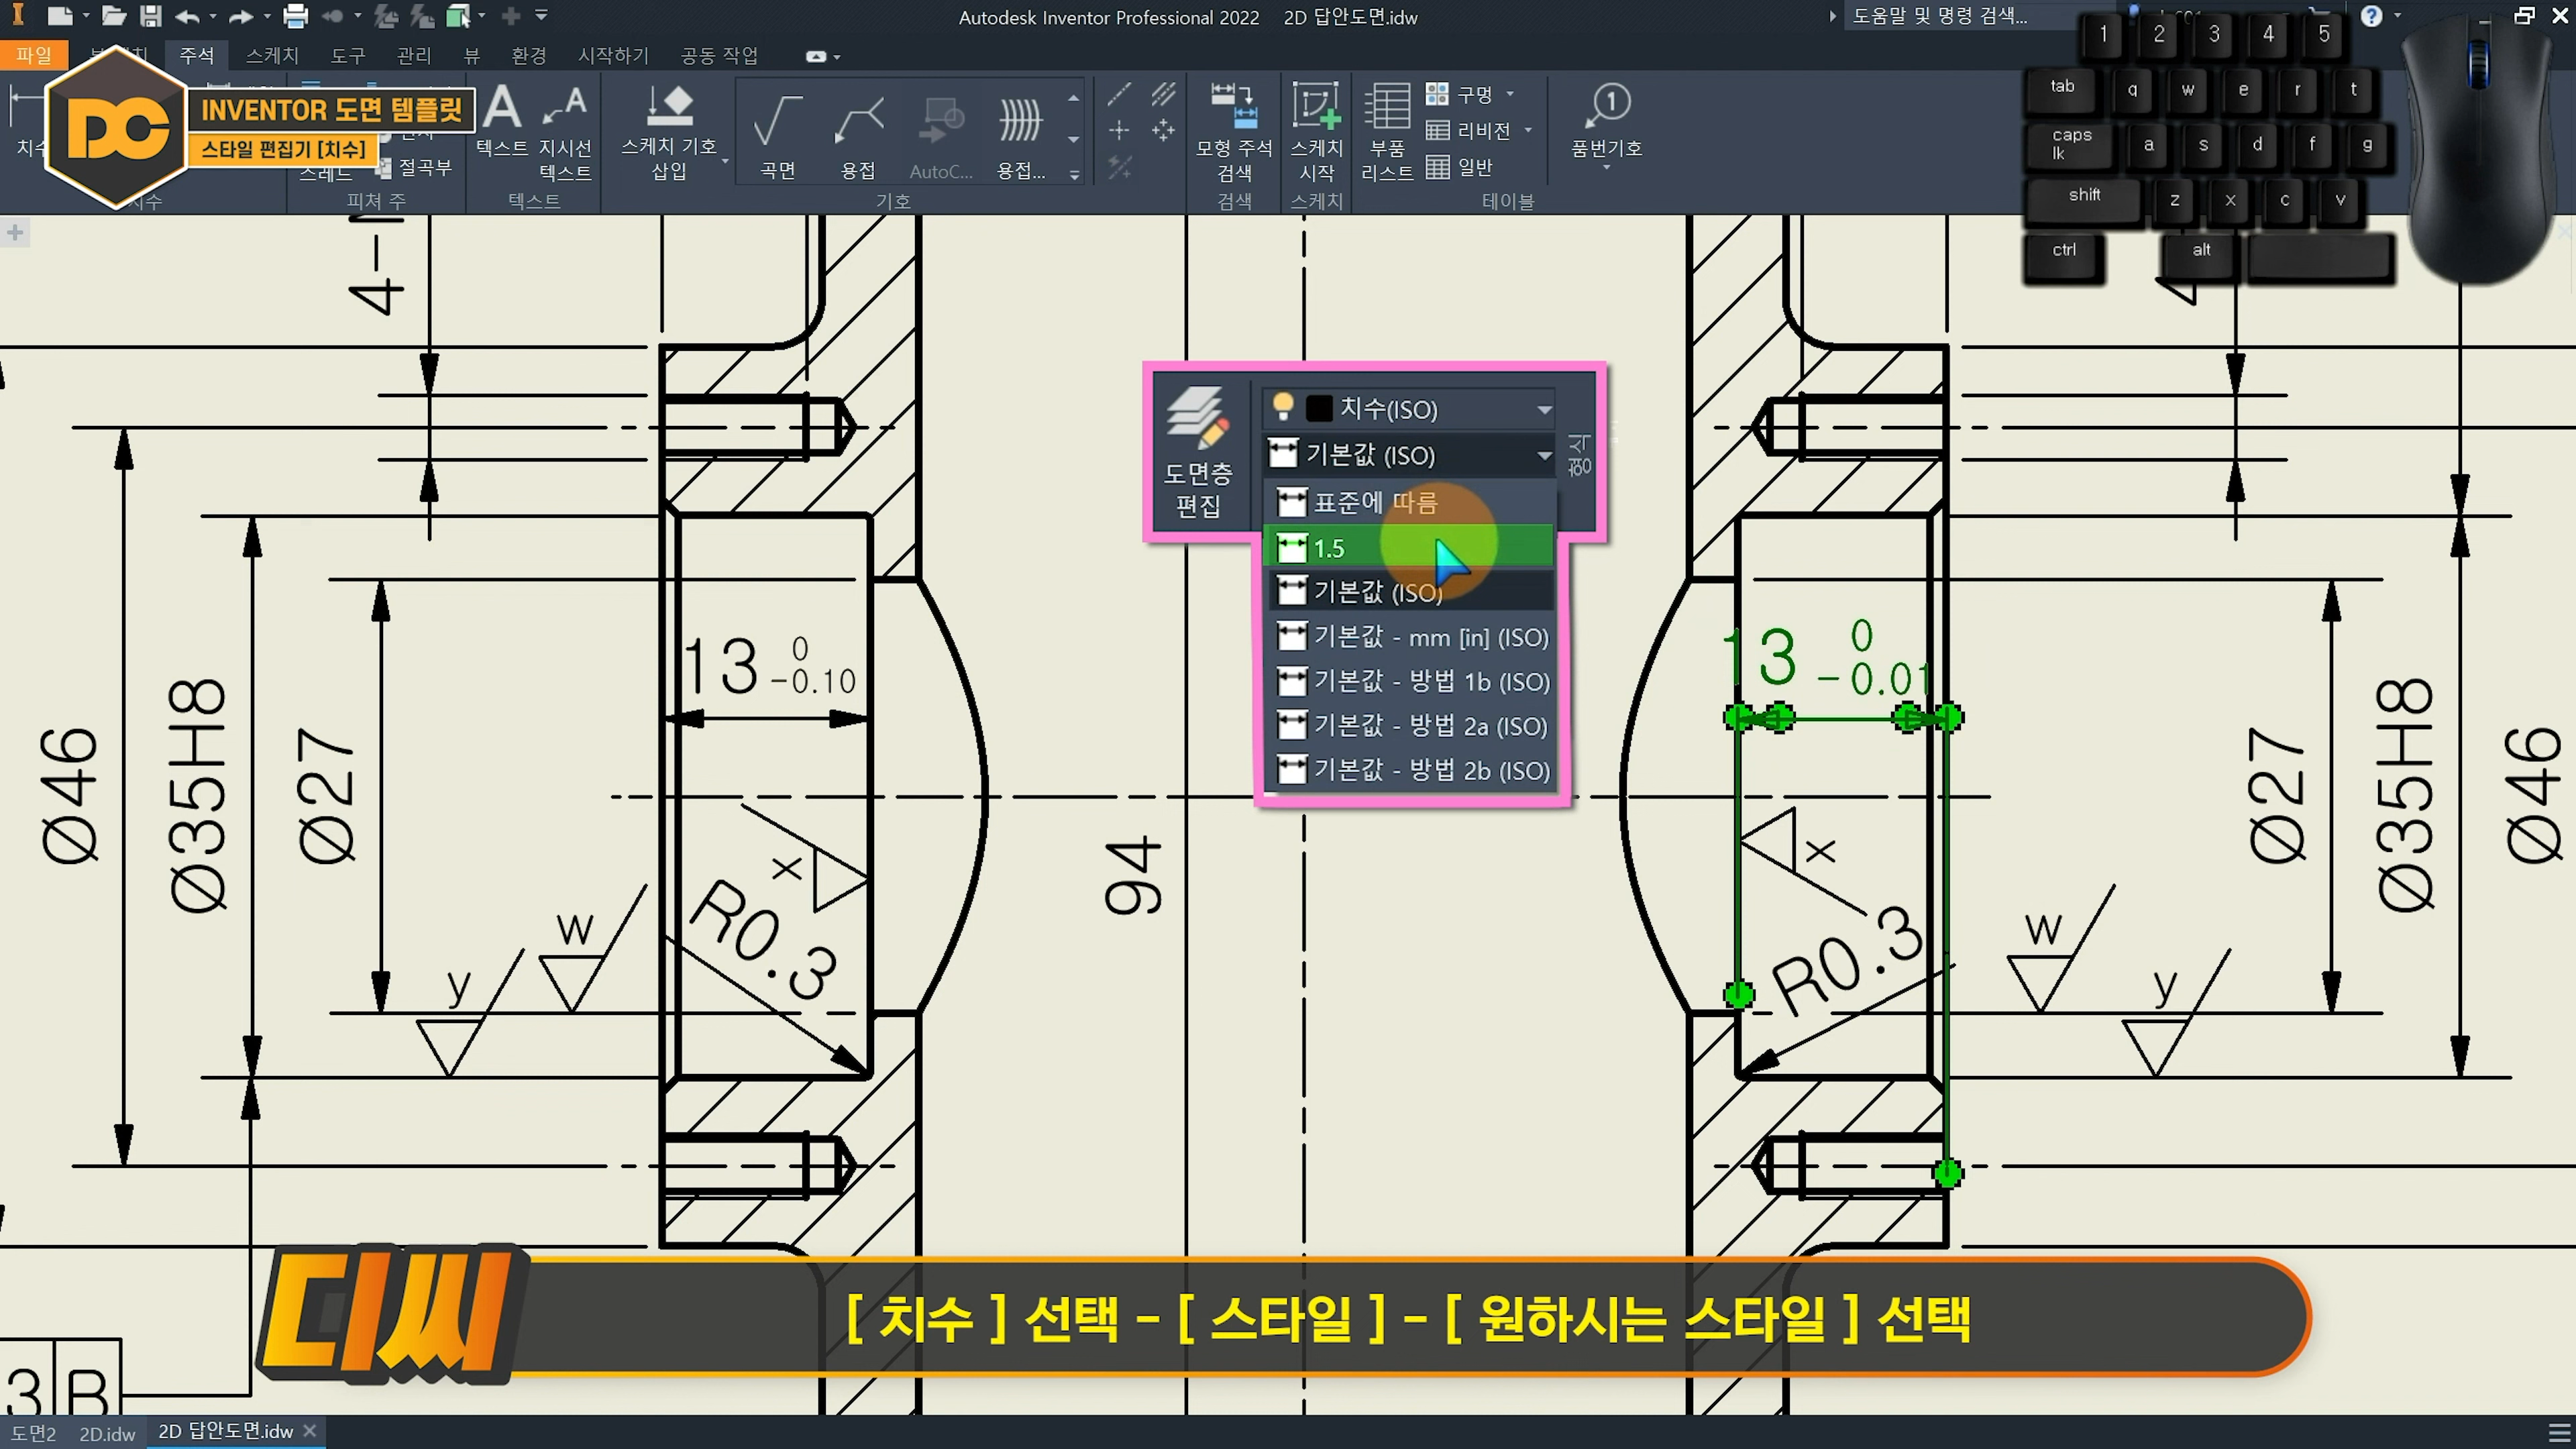 Autodesk Inventor Professional 2022 2D 답안도면.idw
도움말 및 명령 검색...
파일 주석 스케치 도구 관리 뷰 환경 시작하기 공동 작업
DC
INVENTOR 도면 템플릿
스타일 편집기 [치수]
절곡부
피쳐 주
텍스트
지시선
텍스트
텍스트
스케치 기호
삽입
곡면
용접
AutoC...
용접...
기호
모형 주석
검색
검색
스케치
시작
스케치
부품
리스트
구멍
리비전
일반
테이블
품번기호
1 2 3 4 5
tab q w e r t
caps
lk a s d f g
shift z x c v
ctrl alt
도면층
편집
치수(ISO)
기본값 (ISO)
형식
표준에 따름
1.5
기본값 (ISO)
기본값 - mm [in] (ISO)
기본값 - 방법 1b (ISO)
기본값 - 방법 2a (ISO)
기본값 - 방법 2b (ISO)
Ø46
Ø35H8
Ø27
13 0
-0.10
x
R0.3
w
y
94
13 0
-0.01
x
R0.3
w
y
Ø27
Ø35H8
Ø46
B
디씨
[ 치수 ] 선택 - [ 스타일 ] - [ 원하시는 스타일 ] 선택
도면2 2D.idw 2D 답안도면.idw